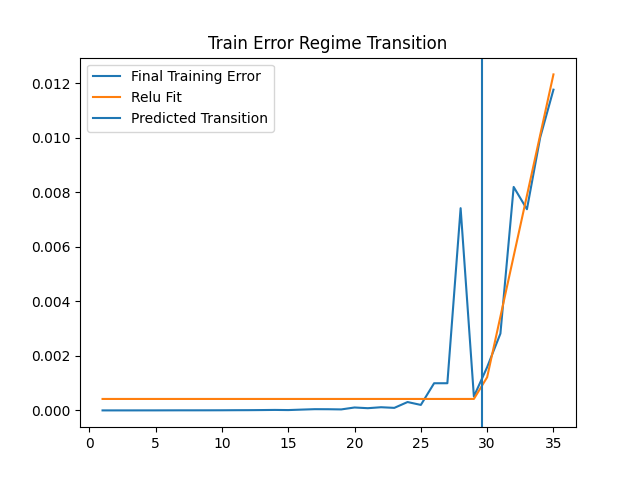 Train Error Regime Transition
Final Training Error
Relu Fit
Predicted Transition
0.012
0.010
0.008
0.006
0.004
0.002
0.000
0 5 10 15 20 25 30 35